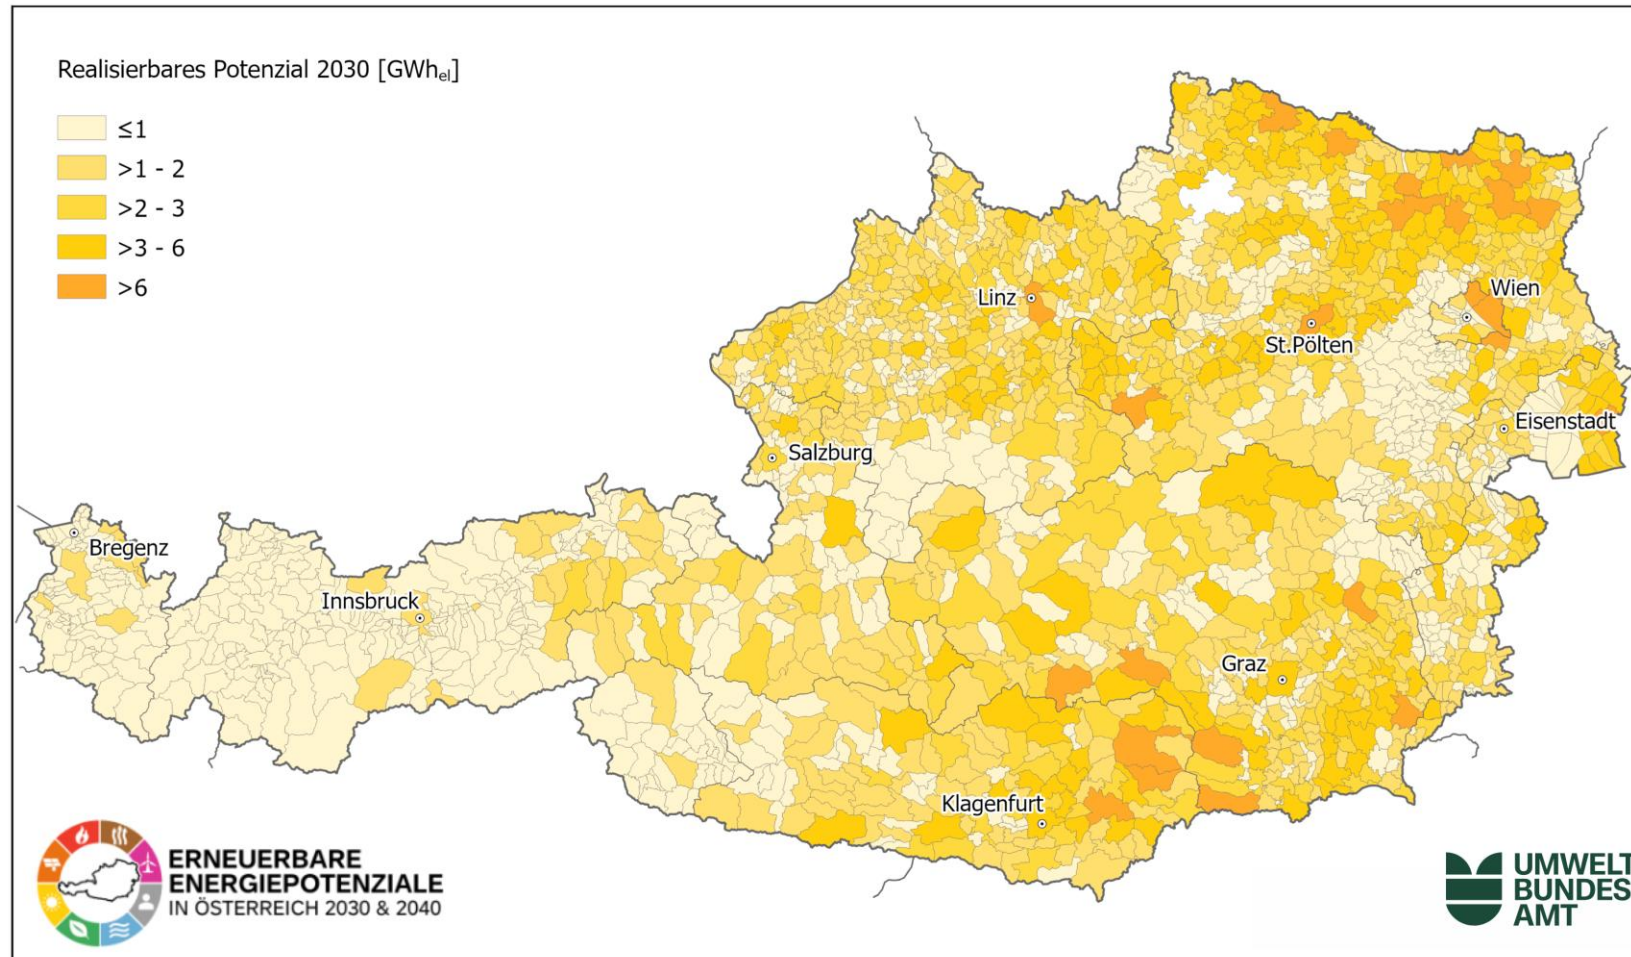 Realisierbares Potenzial 2030 [GWhel]
≤1
>1 - 2
>2 - 3
>3 - 6
>6
Linz
Wien
St.Pölten
Eisenstadt
Salzburg
Bregenz
Innsbruck
Graz
Klagenfurt
ERNEUERBARE
ENERGIEPOTENZIALE
IN ÖSTERREICH 2030 & 2040
UMWELT
BUNDES
AMT